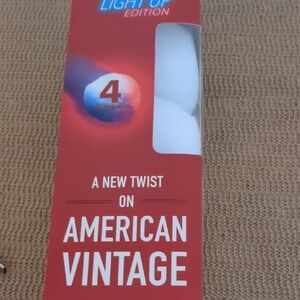 LIGHT UP
EDITION
4
A NEW TWIST
ON
AMERICAN
VINTAGE